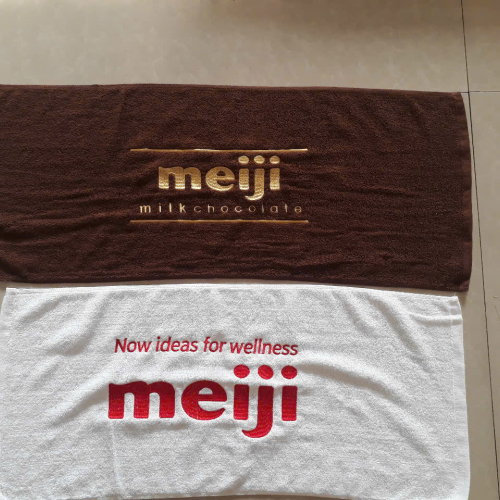 meiji
milkchocolate
Now ideas for wellness
meiji